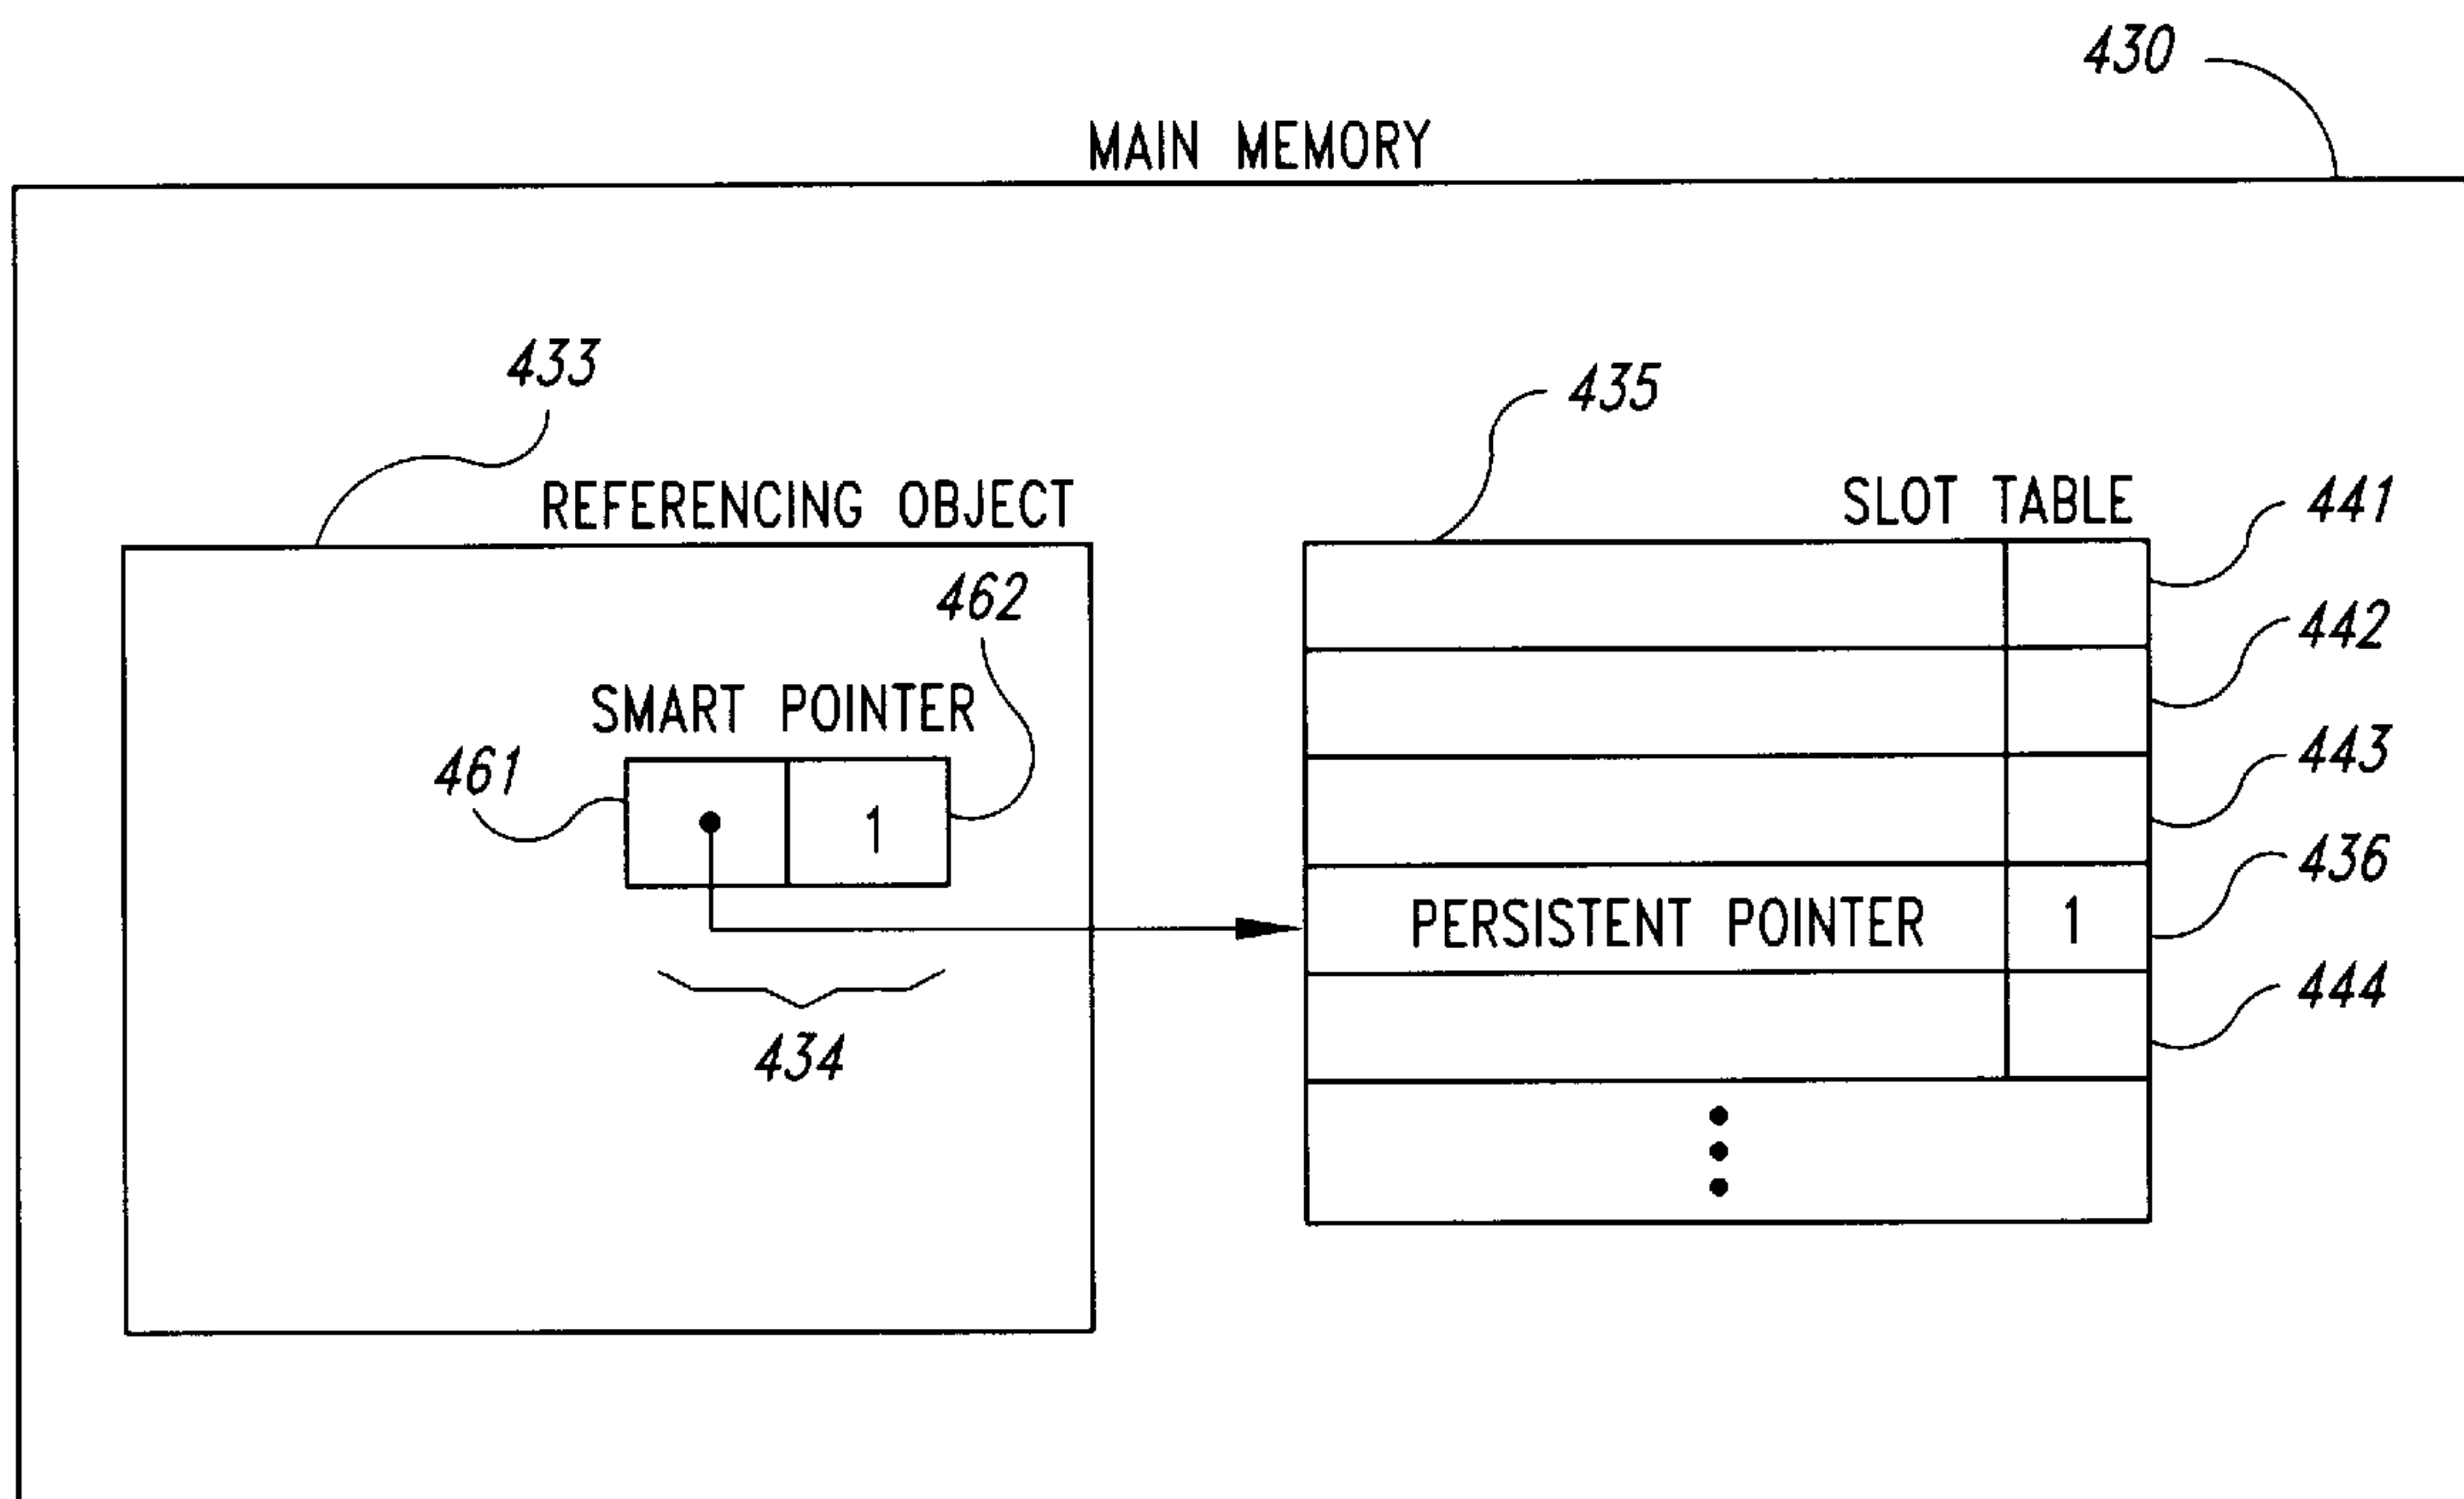 430
MAIN MEMORY
433
435
REFERENCING OBJECT
SLOT TABLE
441
462
442
SMART POINTER
443
461
1
436
PERSISTENT POINTER 1
444
434